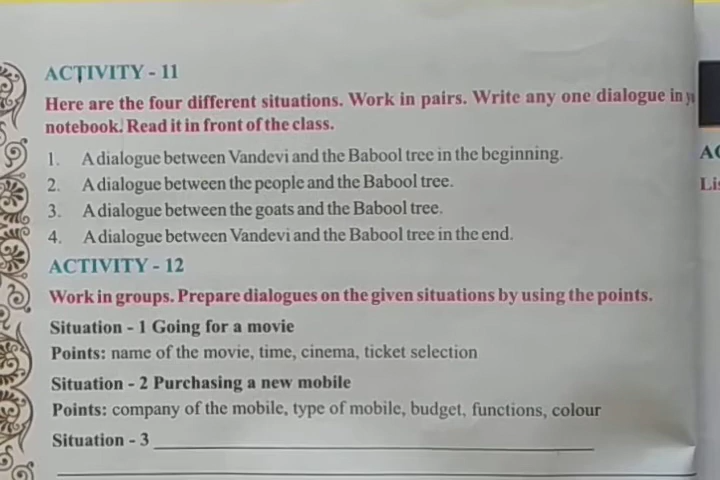 ACTIVITY - 11
Here are the four different situations. Work in pairs. Write any one dialogue in
notebook. Read it in front of the class.
1. A dialogue between Vandevi and the Babool tree in the beginning.
2. A dialogue between the people and the Babool tree.
3. A dialogue between the goats and the Babool tree.
4. A dialogue between Vandevi and the Babool tree in the end.
ACTIVITY - 12
Work in groups. Prepare dialogues on the given situations by using the points.
Situation - 1 Going for a movie
Points: name of the movie, time, cinema, ticket selection
Situation - 2 Purchasing a new mobile
Points: company of the mobile, type of mobile, budget, functions, colour
Situation - 3